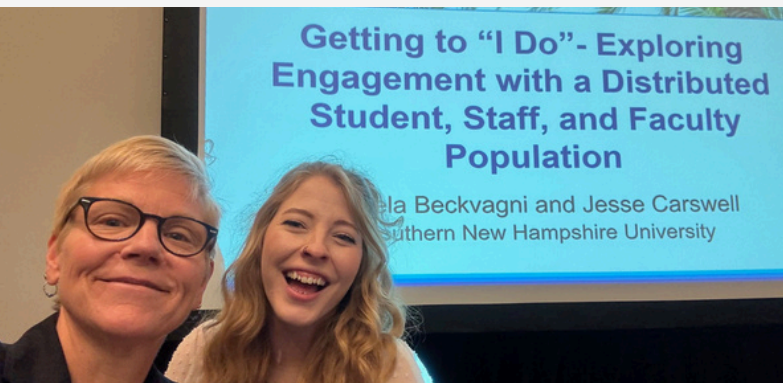 Getting to “I Do”- Exploring
Engagement with a Distributed
Student, Staff, and Faculty
Population
Beckvagni and Jesse Carswell
New Hampshire University